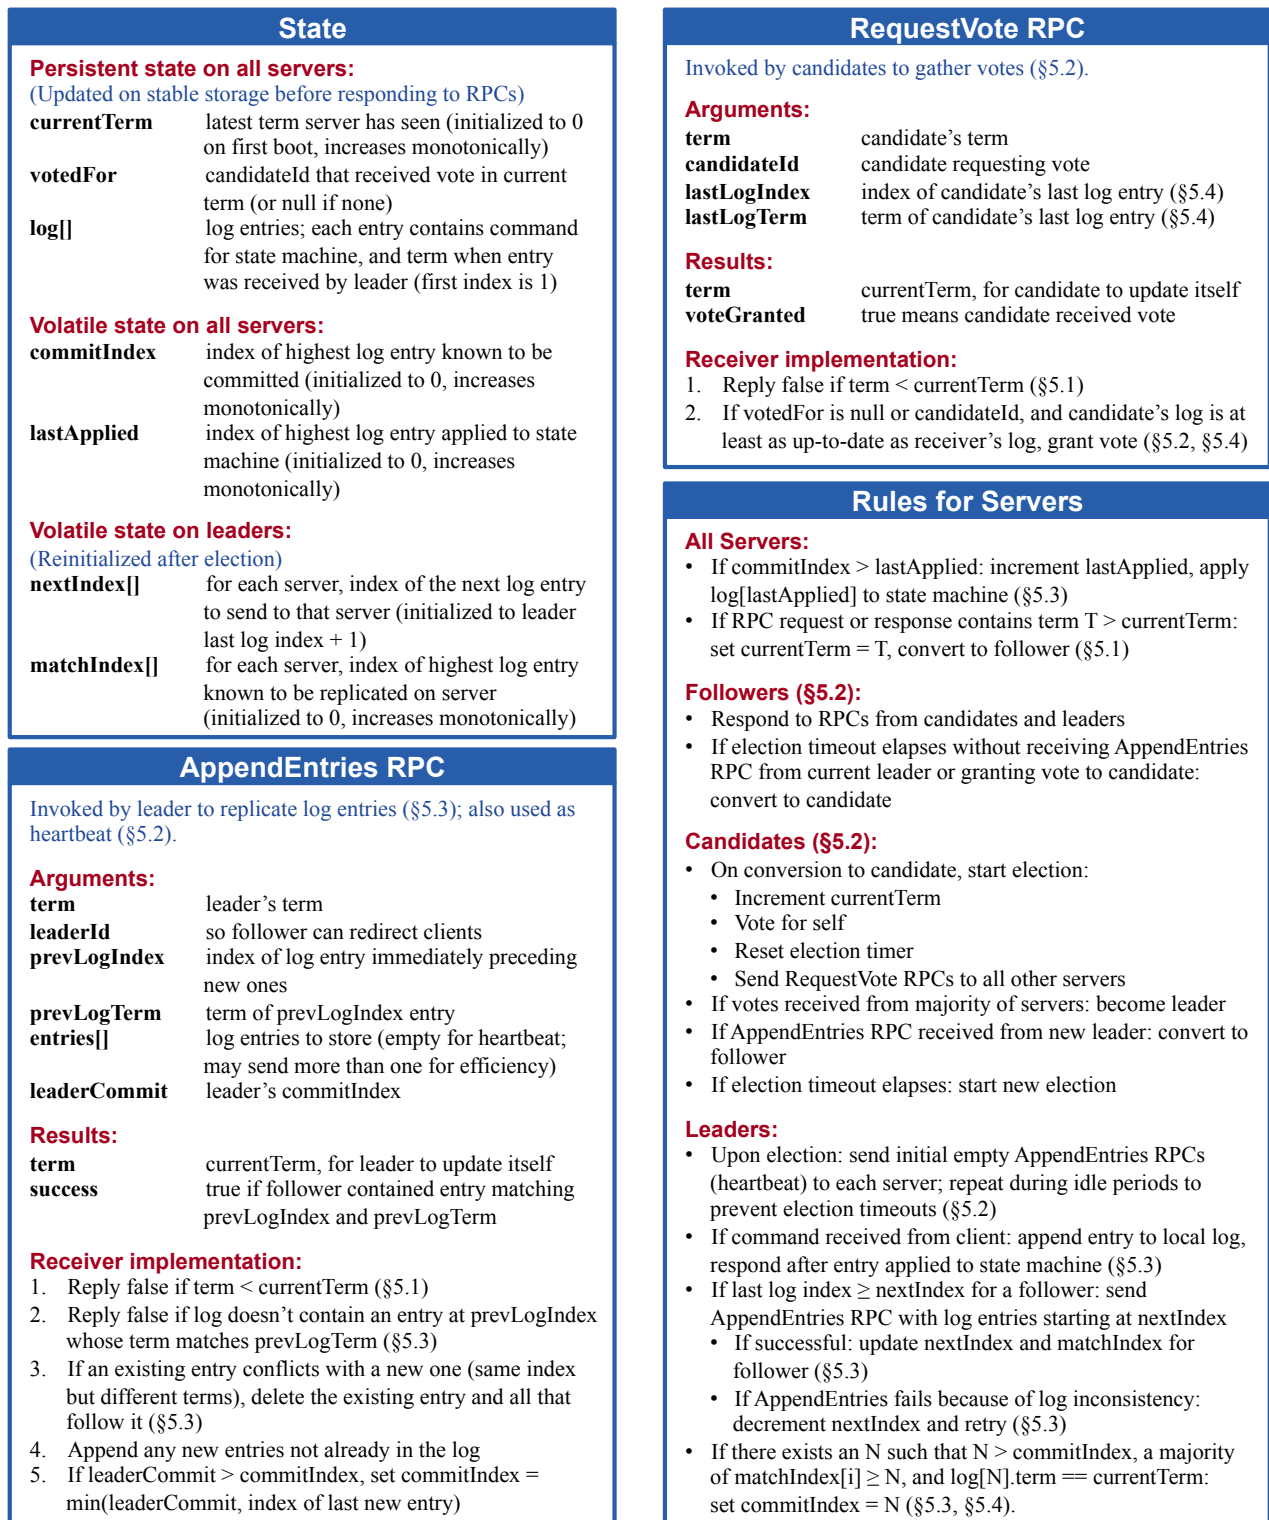 State
Persistent state on all servers:
(Updated on stable storage before responding to RPCs)
currentTerm latest term server has seen (initialized to 0
on first boot, increases monotonically)
votedFor candidateId that received vote in current
term (or null if none)
log[] log entries; each entry contains command
for state machine, and term when entry
was received by leader (first index is 1)
Volatile state on all servers:
commitIndex index of highest log entry known to be
committed (initialized to 0, increases
monotonically)
lastApplied index of highest log entry applied to state
machine (initialized to 0, increases
monotonically)
Volatile state on leaders:
(Reinitialized after election)
nextIndex[] for each server, index of the next log entry
to send to that server (initialized to leader
last log index + 1)
matchIndex[] for each server, index of highest log entry
known to be replicated on server
(initialized to 0, increases monotonically)
AppendEntries RPC
Invoked by leader to replicate log entries (§5.3); also used as
heartbeat (§5.2).
Arguments:
term leader’s term
leaderId so follower can redirect clients
prevLogIndex index of log entry immediately preceding
new ones
prevLogTerm term of prevLogIndex entry
entries[] log entries to store (empty for heartbeat;
may send more than one for efficiency)
leaderCommit leader’s commitIndex
Results:
term currentTerm, for leader to update itself
success true if follower contained entry matching
prevLogIndex and prevLogTerm
Receiver implementation:
1. Reply false if term < currentTerm (§5.1)
2. Reply false if log doesn’t contain an entry at prevLogIndex
whose term matches prevLogTerm (§5.3)
3. If an existing entry conflicts with a new one (same index
but different terms), delete the existing entry and all that
follow it (§5.3)
4. Append any new entries not already in the log
5. If leaderCommit > commitIndex, set commitIndex =
min(leaderCommit, index of last new entry)
RequestVote RPC
Invoked by candidates to gather votes (§5.2).
Arguments:
term candidate’s term
candidateId candidate requesting vote
lastLogIndex index of candidate’s last log entry (§5.4)
lastLogTerm term of candidate’s last log entry (§5.4)
Results:
term currentTerm, for candidate to update itself
voteGranted true means candidate received vote
Receiver implementation:
1. Reply false if term < currentTerm (§5.1)
2. If votedFor is null or candidateId, and candidate’s log is at
least as up-to-date as receiver’s log, grant vote (§5.2, §5.4)
Rules for Servers
All Servers:
• If commitIndex > lastApplied: increment lastApplied, apply
log[lastApplied] to state machine (§5.3)
• If RPC request or response contains term T > currentTerm:
set currentTerm = T, convert to follower (§5.1)
Followers (§5.2):
• Respond to RPCs from candidates and leaders
• If election timeout elapses without receiving AppendEntries
RPC from current leader or granting vote to candidate:
convert to candidate
Candidates (§5.2):
• On conversion to candidate, start election:
• Increment currentTerm
• Vote for self
• Reset election timer
• Send RequestVote RPCs to all other servers
• If votes received from majority of servers: become leader
• If AppendEntries RPC received from new leader: convert to
follower
• If election timeout elapses: start new election
Leaders:
• Upon election: send initial empty AppendEntries RPCs
(heartbeat) to each server; repeat during idle periods to
prevent election timeouts (§5.2)
• If command received from client: append entry to local log,
respond after entry applied to state machine (§5.3)
• If last log index ≥ nextIndex for a follower: send
AppendEntries RPC with log entries starting at nextIndex
• If successful: update nextIndex and matchIndex for
follower (§5.3)
• If AppendEntries fails because of log inconsistency:
decrement nextIndex and retry (§5.3)
• If there exists an N such that N > commitIndex, a majority
of matchIndex[i] ≥ N, and log[N].term == currentTerm:
set commitIndex = N (§5.3, §5.4).